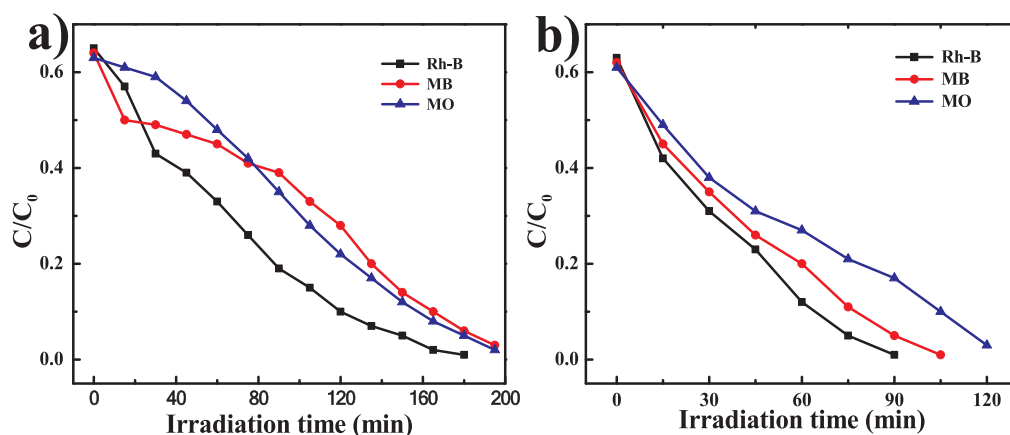 a)
Rh-B
MB
MO
C/C₀
0.6
0.4
0.2
0.0
0 40 80 120 160 200
Irradiation time (min)
b)
Rh-B
MB
MO
C/C₀
0.6
0.4
0.2
0.0
0 30 60 90 120
Irradiation time (min)